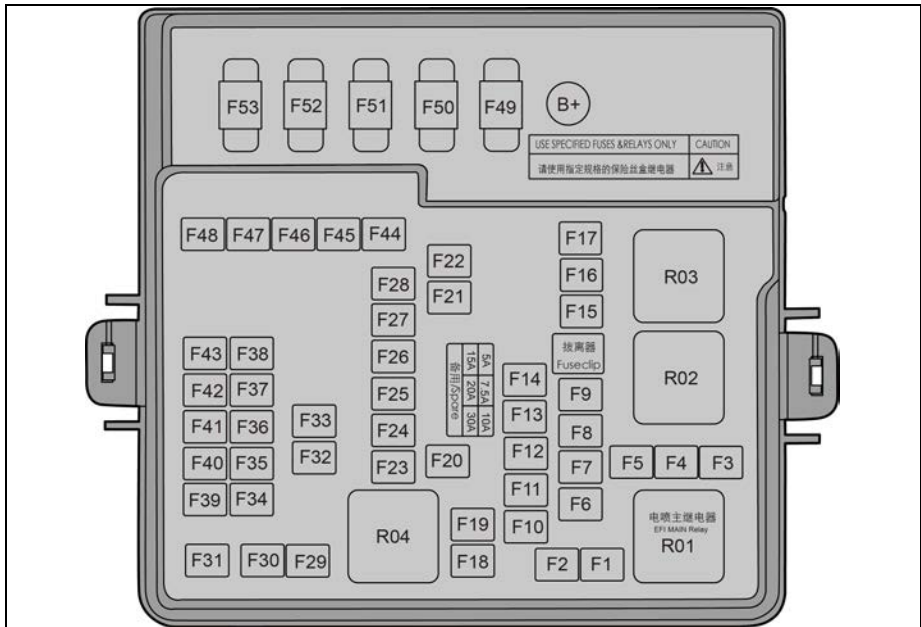 F53 F52 F51 F50 F49 B+
USE SPECIFIED FUSES &RELAYS ONLY CAUTION
请使用指定规格的保险丝盒继电器 注意
F48 F47 F46 F45 F44
F22
F21
F28
F27
F26
F25
F24
F23
F17
F16
F15
拔离器
Fuseclip
R03
R02
F43 F38
F42 F37
F41 F36
F40 F35
F39 F34
F33
F32
5A 7.5A 10A
15A 20A 30A
备用/Spare
F14
F13
F12
F11
F10
F9
F8
F7
F6
F5 F4 F3
F20
F19
F18
R04
电喷主继电器
EFI MAIN Relay
R01
F31 F30 F29
F2 F1